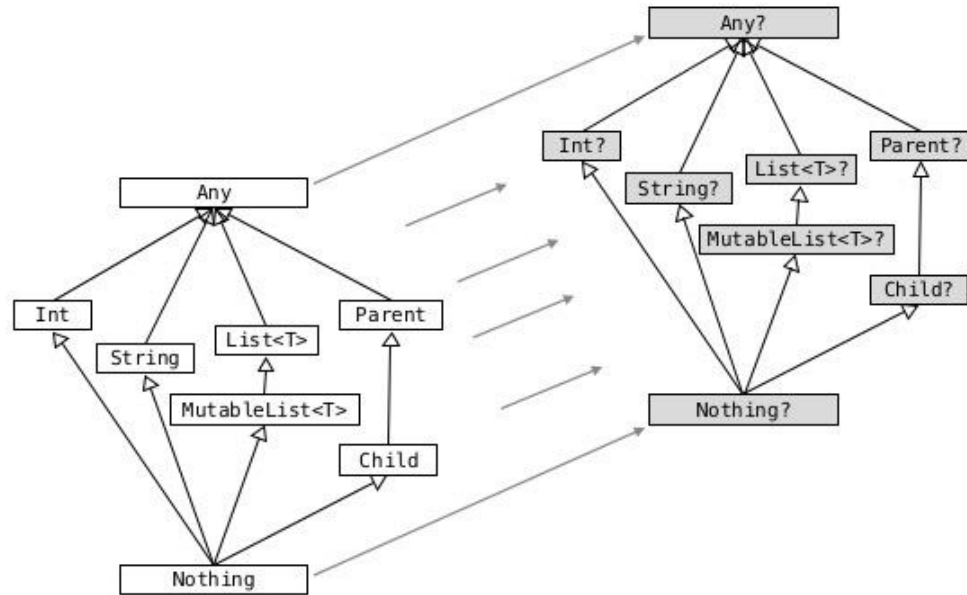 Any?
Int?
Parent?
List<T>?
String?
MutableList<T>?
Child?
Nothing?
Any
Int
Parent
List<T>
String
MutableList<T>
Child
Nothing